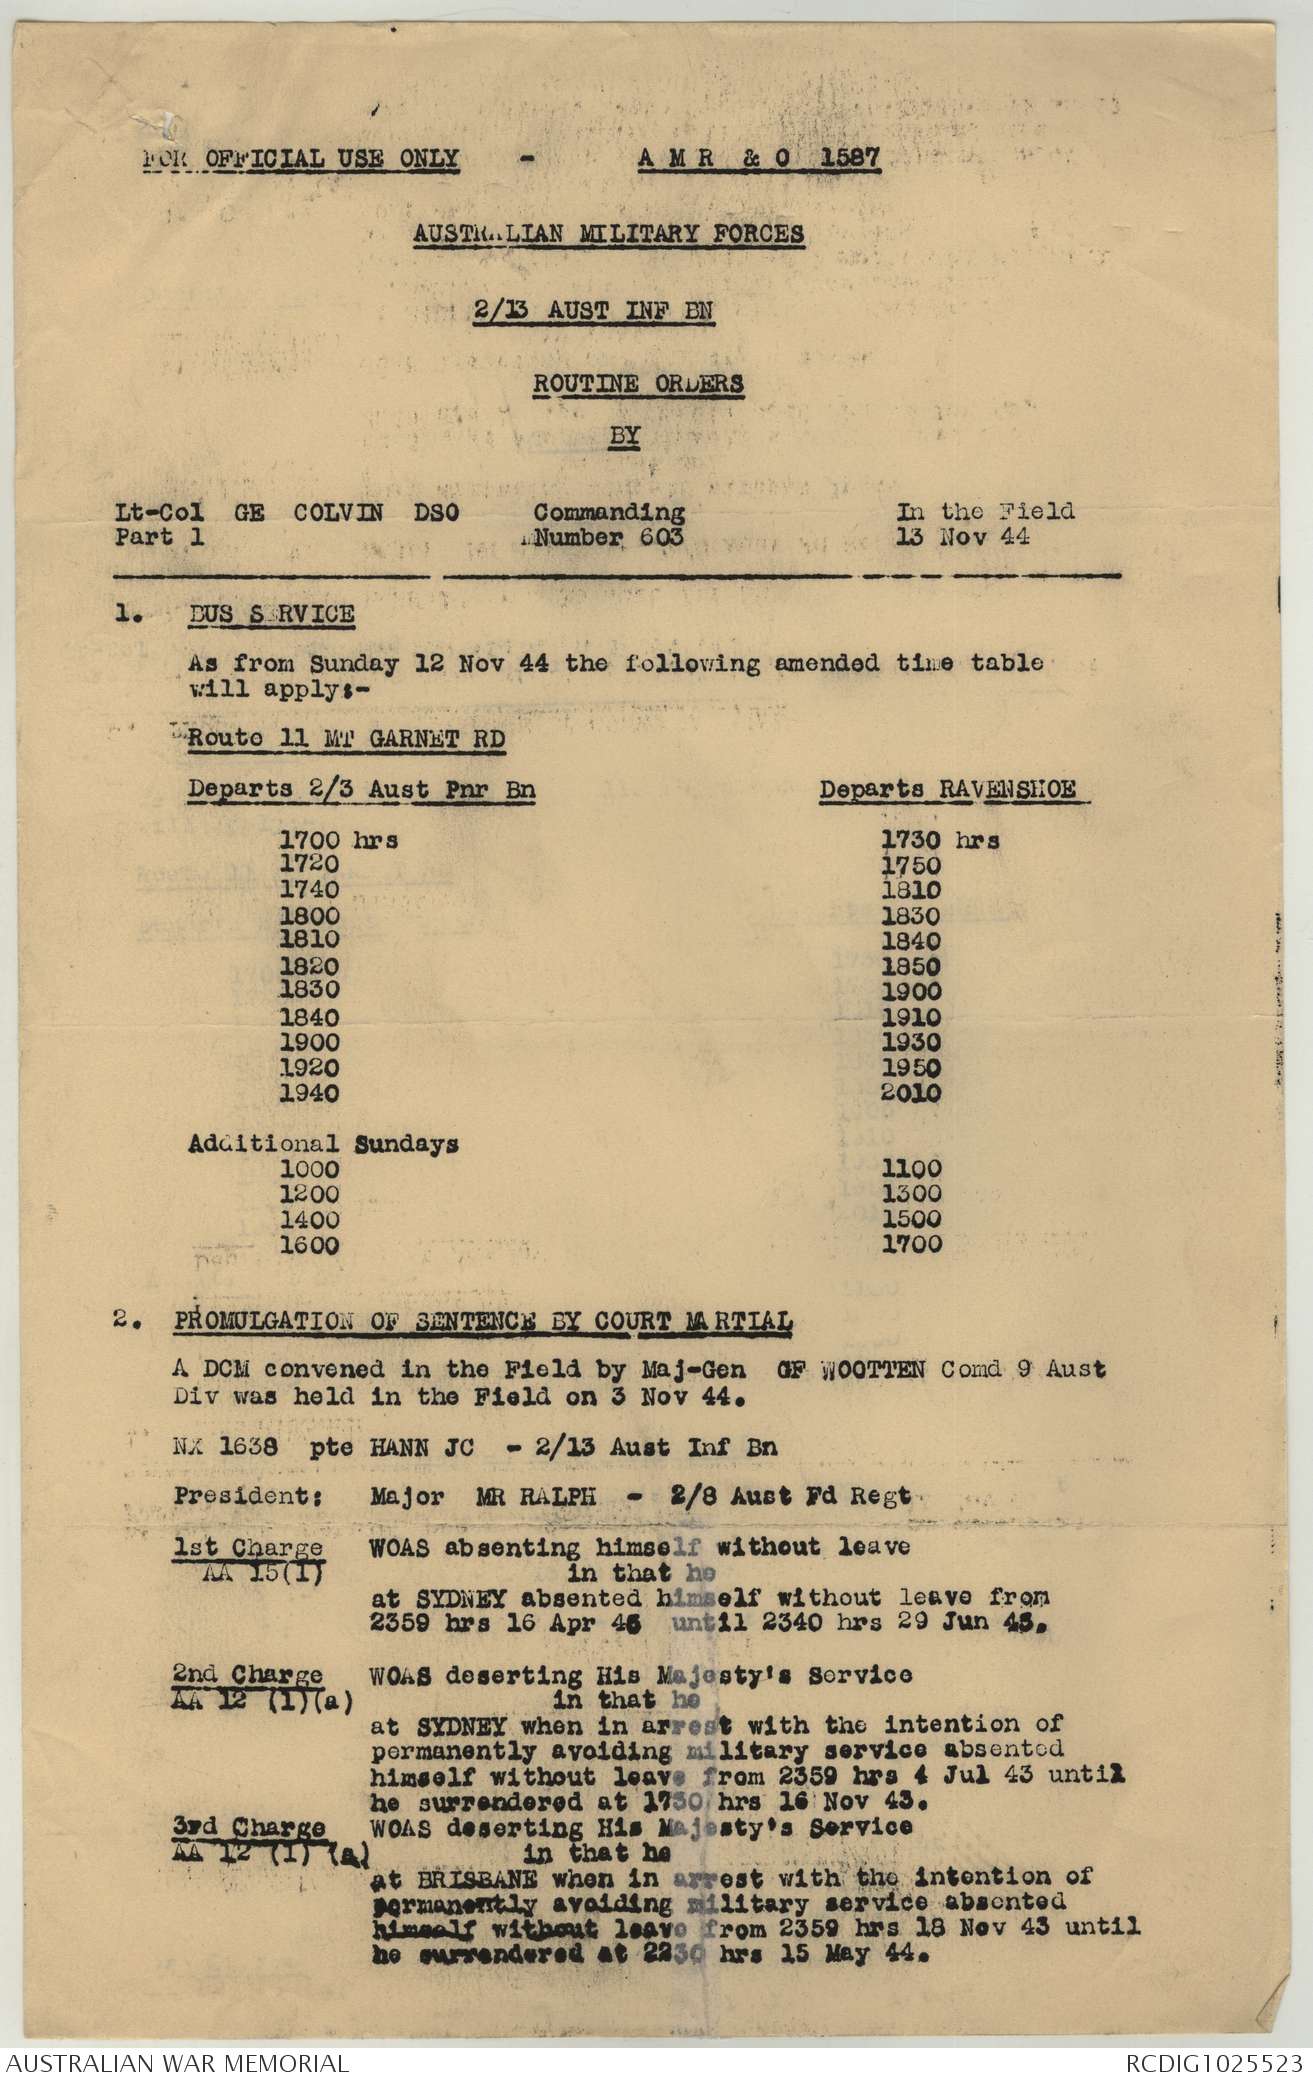 FOR OFFICIAL USE ONLY - A M R & O 1587
AUSTRALIAN MILITARY FORCES
2/13 AUST INF BN
ROUTINE ORDERS
BY
Lt-Col GE COLVIN DSO Commanding In the Field
Part 1 Number 603 13 Nov 44
1. BUS SERVICE
As from Sunday 12 Nov 44 the following amended time table
will apply:-
Route 11 MT GARNET RD
Departs 2/3 Aust Pnr Bn Departs RAVENSHOE
1700 hrs 1730 hrs
1720 1750
1740 1810
1800 1830
1810 1840
1820 1850
1830 1900
1840 1910
1900 1930
1920 1950
1940 2010
Additional Sundays
1000 1100
1200 1300
1400 1500
1600 1700
2. PROMULGATION OF SENTENCE BY COURT MARTIAL
A DCM convened in the Field by Maj-Gen GF WOOTTEN Comd 9 Aust
Div was held in the Field on 3 Nov 44.
NX 1638 pte HANN JC - 2/13 Aust Inf Bn
President: Major MR RALPH - 2/8 Aust Fd Regt
1st Charge WOAS absenting himself without leave
AA 15(1) in that he
at SYDNEY absented himself without leave from
2359 hrs 16 Apr until 2340 hrs 29 Jun 43.
2nd Charge WOAS deserting His Majesty's Service
AA 12 (1)(a) in that he
at SYDNEY when in arrest with the intention of
permanently avoiding military service absented
himself without leave from 2359 hrs 4 Jul 43 until
he surrendered at 1730 hrs 16 Nov 43.
3rd Charge WOAS deserting His Majesty's Service
AA 12 (1) (a) in that he
at BRISBANE when in arrest with the intention of
permanently avoiding military service absented
himself without leave from 2359 hrs 18 Nov 43 until
he surrendered at 2230 hrs 15 May 44.
AUSTRALIAN WAR MEMORIAL RCDIG1025523